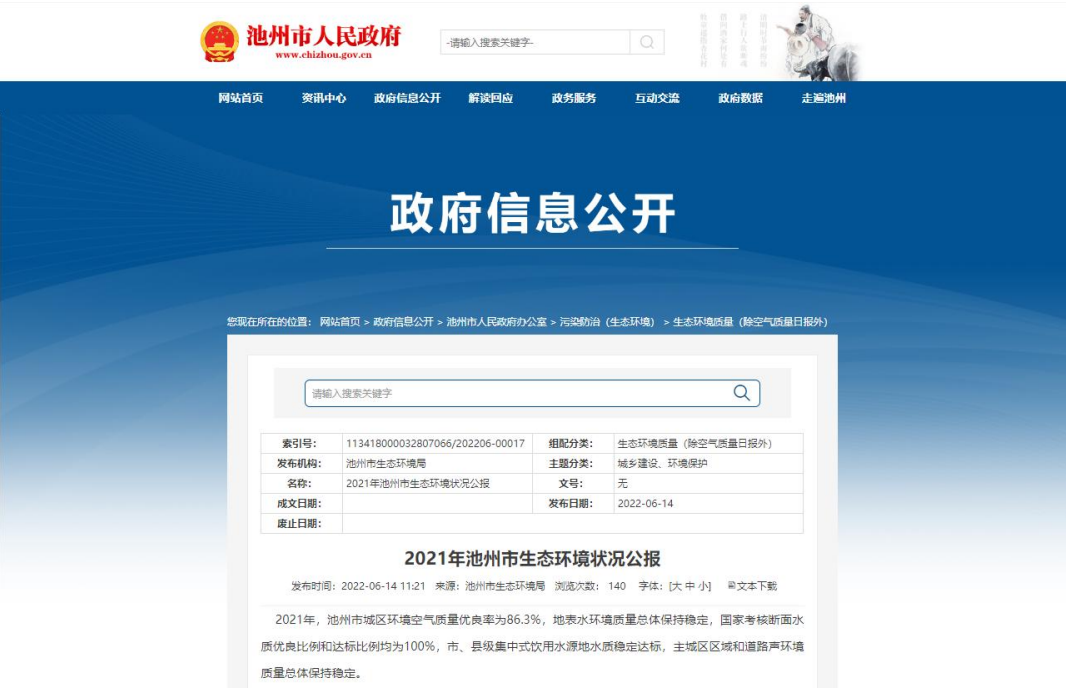 池州市人民政府
www.chizhou.gov.cn
-请输入搜索关键字-
网站首页 资讯中心 政府信息公开 解读回应 政务服务 互动交流 政府数据 走遍池州
政府信息公开
您现在所在的位置： 网站首页 > 政府信息公开 > 池州市人民政府办公室 > 污染防治（生态环境） > 生态环境质量（除空气质量日报外）
请输入搜索关键字
索引号： 113418000032807066/202206-00017 组配分类： 生态环境质量（除空气质量日报外）
发布机构： 池州市生态环境局 主题分类： 城乡建设、环境保护
名称： 2021年池州市生态环境状况公报 文号： 无
成文日期： 发布日期： 2022-06-14
废止日期：
2021年池州市生态环境状况公报
发布时间：2022-06-14 11:21 来源：池州市生态环境局 浏览次数： 140 字体：[大 中 小] 文本下载
2021年，池州市城区环境空气质量优良率为86.3%，地表水环境质量总体保持稳定，国家考核断面水
质优良比例和达标比例均为100%，市、县级集中式饮用水源地水质稳定达标，主城区区域和道路声环境
质量总体保持稳定。